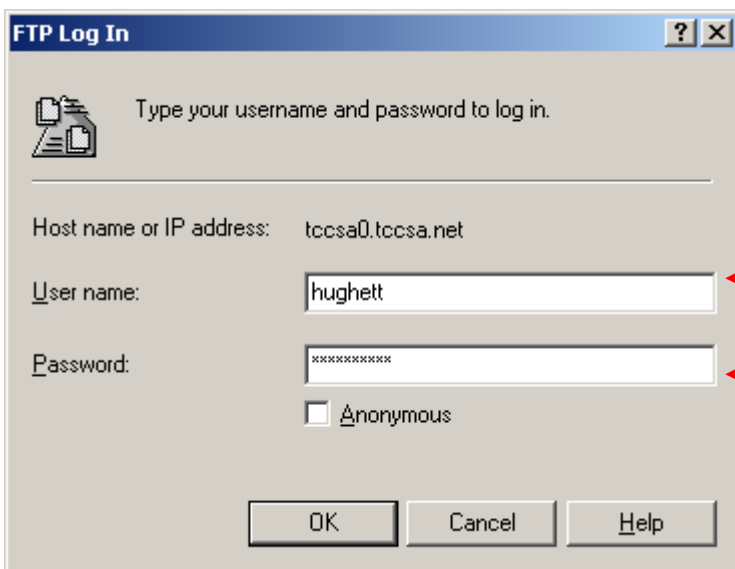 FTP Log In
Type your username and password to log in.
Host name or IP address: tccsa0.tccsa.net
User name: hughett
Password: **********
Anonymous
OK Cancel Help